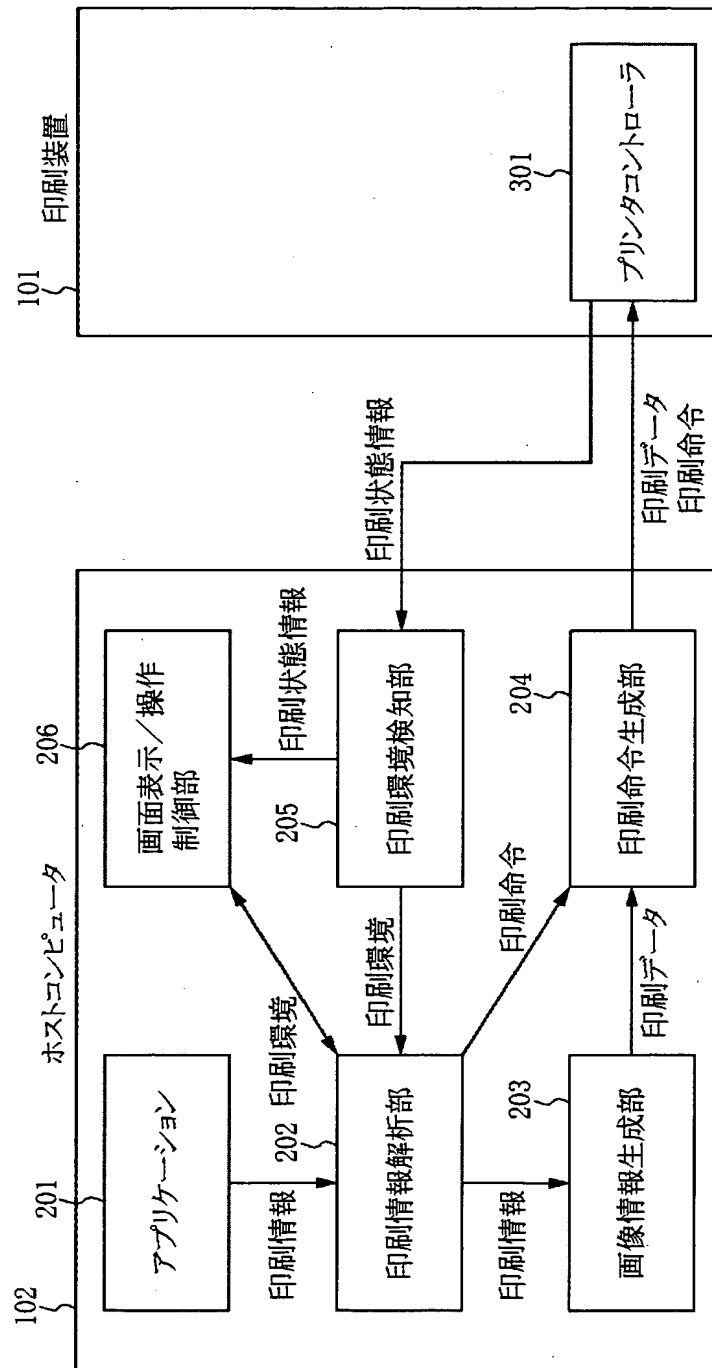 102
ホストコンピュータ
201
アプリケーション
206
画面表示／操作
制御部
印刷情報
印刷環境
印刷状態情報
202
印刷情報解析部
印刷環境
205
印刷環境検知部
印刷状態情報
印刷情報
印刷命令
203
画像情報生成部
印刷データ
204
印刷命令生成部
印刷データ
印刷命令
101
印刷装置
301
プリンタコントローラ